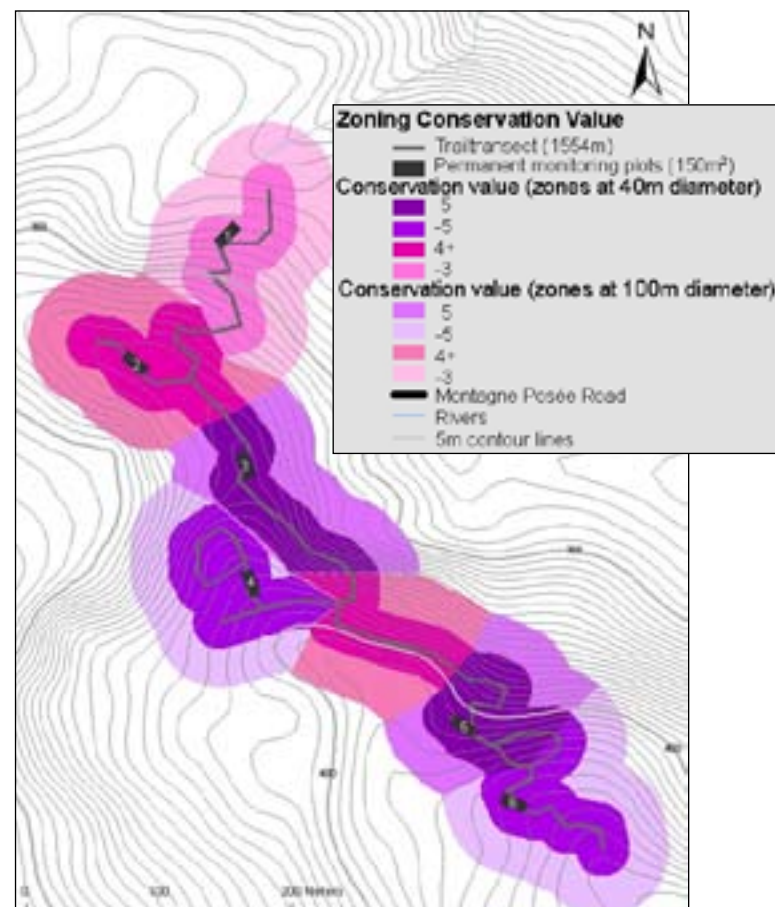 N
Zoning Conservation Value
Trailtransect (1554m)
Permanent monitoring plots (150m²)
Conservation value (zones at 40m diameter)
5
-5
4+
-3
Conservation value (zones at 100m diameter)
5
-5
4+
-3
Montagne Posée Road
Rivers
5m contour lines
400
0 100 200 Meters